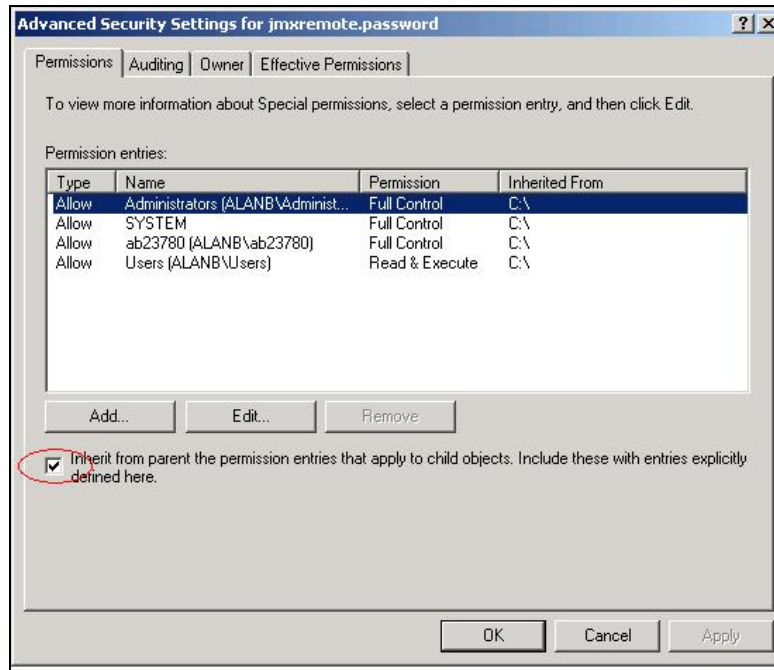 Advanced Security Settings for jmxremote.password
Permissions Auditing Owner Effective Permissions
To view more information about Special permissions, select a permission entry, and then click Edit.
Permission entries:
Type Name Permission Inherited From
Allow Administrators (ALANB\Administ... Full Control C:\
Allow SYSTEM Full Control C:\
Allow ab23780 (ALANB\ab23780) Full Control C:\
Allow Users (ALANB\Users) Read & Execute C:\
Add... Edit... Remove
Inherit from parent the permission entries that apply to child objects. Include these with entries explicitly
defined here.
OK Cancel Apply